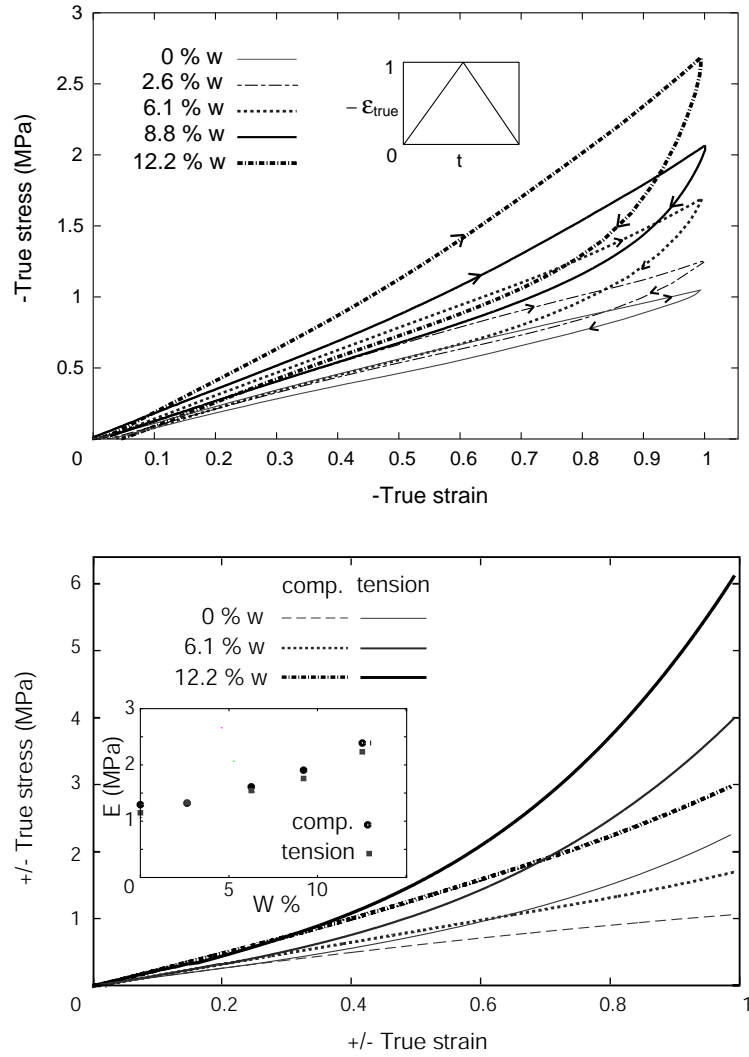 3
2.5
2
1.5
1
0.5
0
-True stress (MPa)
0 % w
2.6 % w
6.1 % w
8.8 % w
12.2 % w
1
− εtrue
0
t
0.1 0.2 0.3 0.4 0.5 0.6 0.7 0.8 0.9 1
-True strain
6
5
4
3
2
1
0
+/- True stress (MPa)
comp. tension
0 % w
6.1 % w
12.2 % w
3
2
1
0
E (MPa)
comp.
tension
5 10
W %
0.2 0.4 0.6 0.8 1
+/- True strain